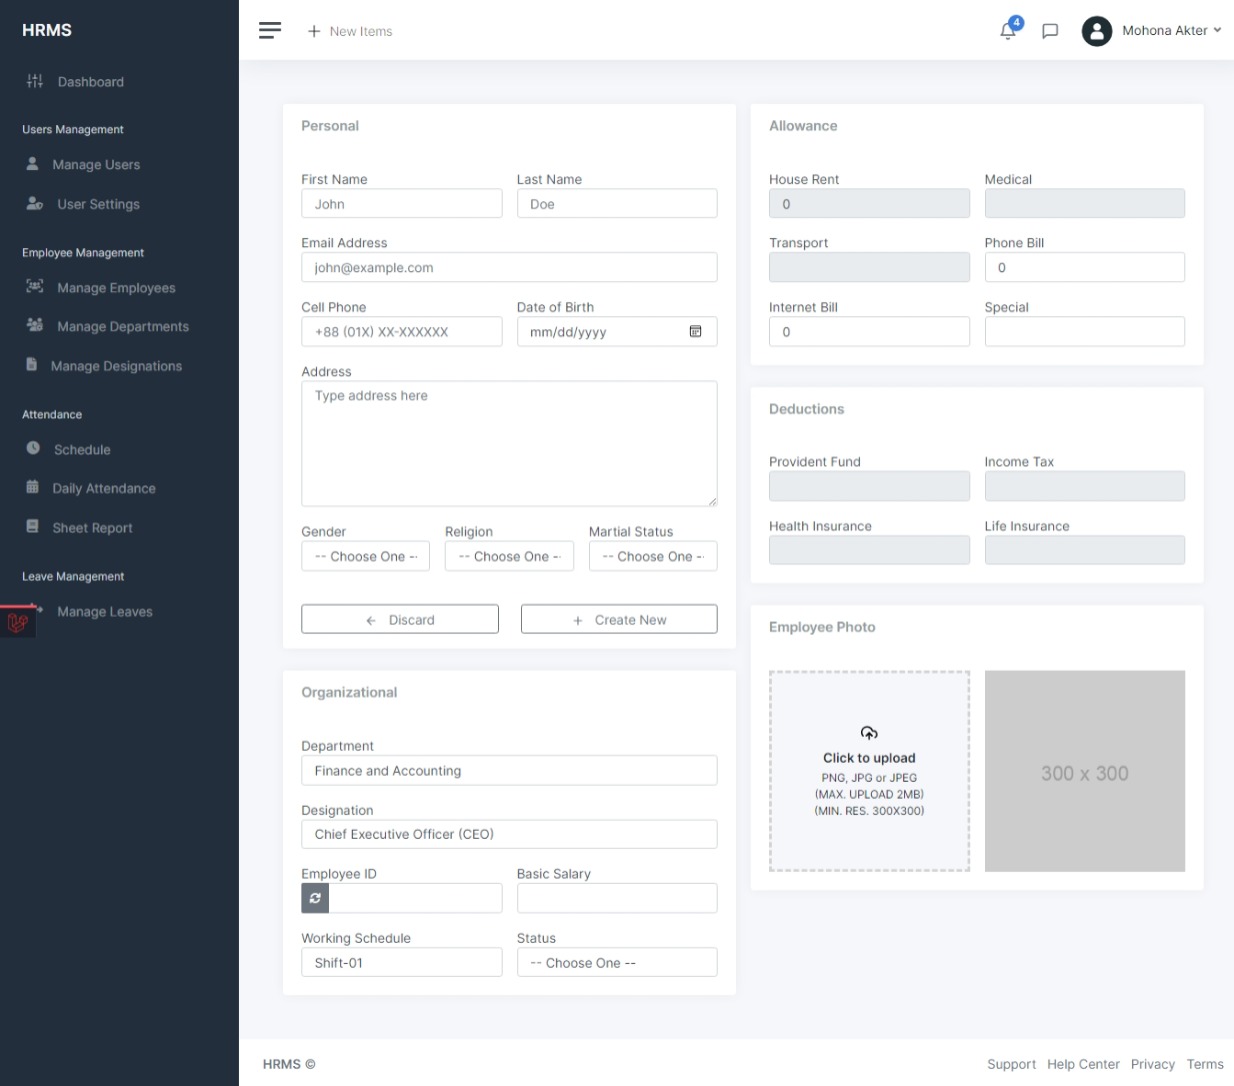 HRMS
New Items
4
Mohona Akter
Dashboard
Users Management
Manage Users
User Settings
Employee Management
Manage Employees
Manage Departments
Manage Designations
Attendance
Schedule
Daily Attendance
Sheet Report
Leave Management
Manage Leaves
Personal
First Name Last Name
John Doe
Email Address
john@example.com
Cell Phone Date of Birth
+88 (01X) XX-XXXXXX mm/dd/yyyy
Address
Type address here
Gender Religion Martial Status
-- Choose One -- -- Choose One -- -- Choose One --
Discard + Create New
Organizational
Department
Finance and Accounting
Designation
Chief Executive Officer (CEO)
Employee ID Basic Salary
Working Schedule Status
Shift-01 -- Choose One --
Allowance
House Rent Medical
0
Transport Phone Bill
0
Internet Bill Special
0
Deductions
Provident Fund Income Tax
Health Insurance Life Insurance
Employee Photo
Click to upload
PNG, JPG or JPEG
(MAX. UPLOAD 2MB)
(MIN. RES. 300X300)
300 x 300
HRMS ©
Support Help Center Privacy Terms